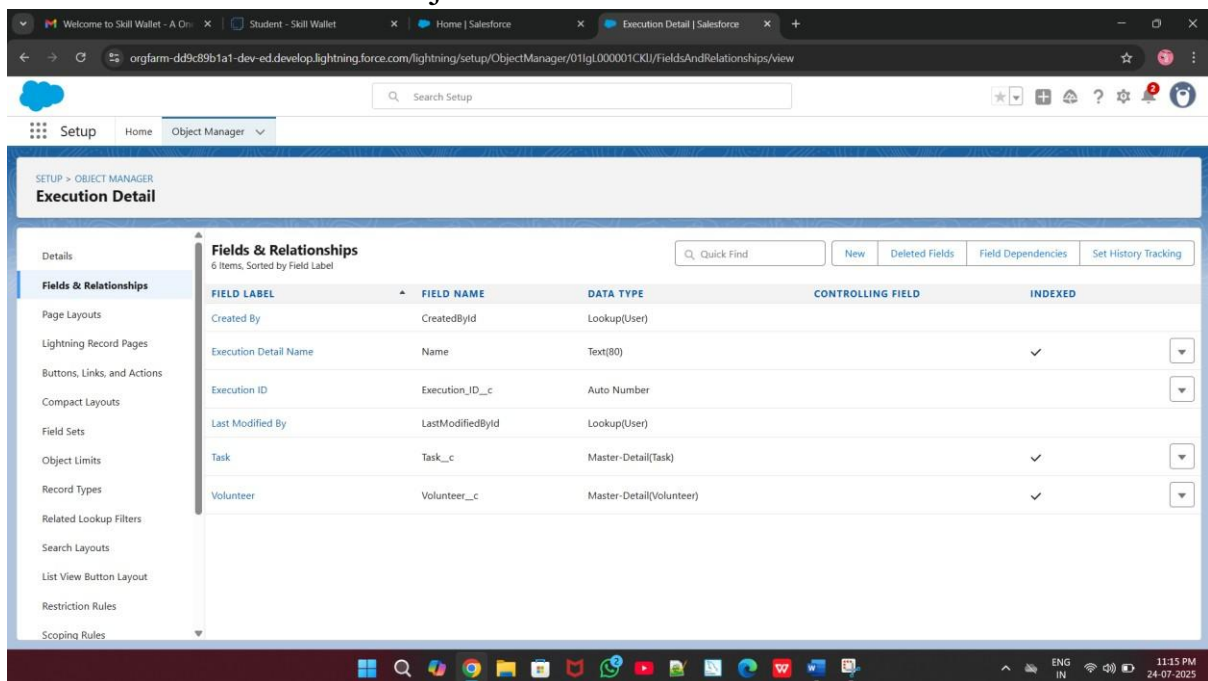 Welcome to Skill Wallet - A On
Student - Skill Wallet
Home | Salesforce
Execution Detail | Salesforce
orgfarm-dd9c89b1a1-dev-ed.develop.lightning.force.com/lightning/setup/ObjectManager/01IgL000001CKlJ/FieldsAndRelationships/view
Search Setup
2
Setup Home Object Manager
SETUP > OBJECT MANAGER
Execution Detail
Details
Fields & Relationships
Page Layouts
Lightning Record Pages
Buttons, Links, and Actions
Compact Layouts
Field Sets
Object Limits
Record Types
Related Lookup Filters
Search Layouts
List View Button Layout
Restriction Rules
Scoping Rules
Fields & Relationships
6 Items, Sorted by Field Label
Quick Find New Deleted Fields Field Dependencies Set History Tracking
FIELD LABEL FIELD NAME DATA TYPE CONTROLLING FIELD INDEXED
Created By CreatedById Lookup(User)
Execution Detail Name Name Text(80)
Execution ID Execution_ID__c Auto Number
Last Modified By LastModifiedById Lookup(User)
Task Task__c Master-Detail(Task)
Volunteer Volunteer__c Master-Detail(Volunteer)
ENG 11:15 PM
IN 24-07-2025